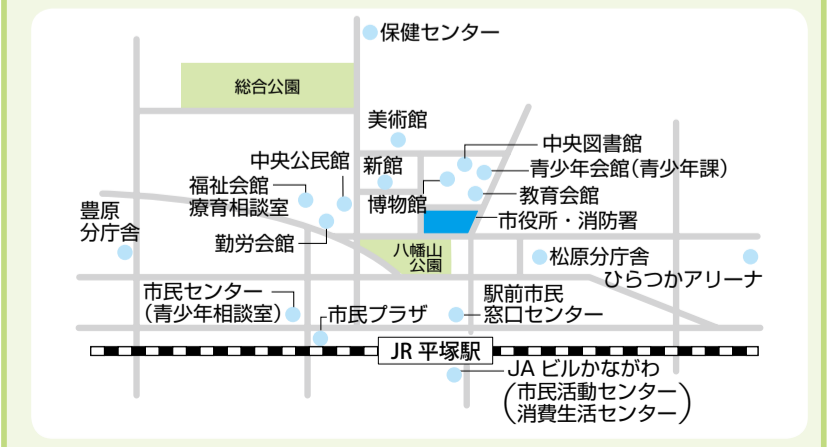 保健センター
総合公園
美術館
中央図書館
中央公民館
新館
青少年会館(青少年課)
福祉会館
療育相談室
博物館
教育会館
豊原
分庁舎
市役所・消防署
勤労会館
八幡山
公園
松原分庁舎
ひらつかアリーナ
市民センター
(青少年相談室)
市民プラザ
駅前市民
窓口センター
JR 平塚駅
JA ビルかながわ
(市民活動センター
消費生活センター)